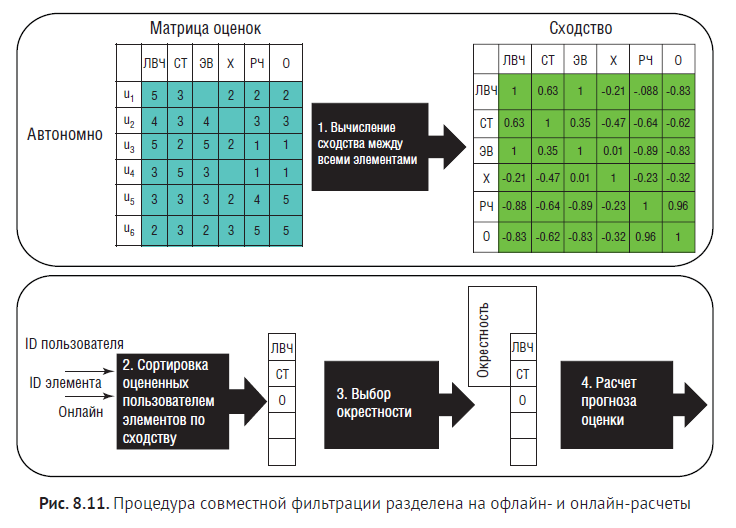 Матрица оценок
Сходство
Автономно
ЛВЧ СТ ЭВ Х РЧ О
u1 5 3 2 2 2
u2 4 3 4 3 3
u3 5 2 5 2 1 1
u4 3 5 3 1 1
u5 3 3 3 2 4 5
u6 2 3 2 3 5 5
1. Вычисление
сходства между
всеми элементами
ЛВЧ СТ ЭВ Х РЧ О
ЛВЧ 1 0.63 1 -0.21 -.088 -0.83
СТ 0.63 1 0.35 -0.47 -0.64 -0.62
ЭВ 1 0.35 1 0.01 -0.89 -0.83
Х -0.21 -0.47 0.01 1 -0.23 -0.32
РЧ -0.88 -0.64 -0.89 -0.23 1 0.96
О -0.83 -0.62 -0.83 -0.32 0.96 1
ID пользователя
ID элемента
Онлайн
2. Сортировка
оцененных
пользователем
элементов по
сходству
ЛВЧ
СТ
О
3. Выбор
окрестности
Окрестность
ЛВЧ
СТ
О
4. Расчет
прогноза
оценки
Рис. 8.11. Процедура совместной фильтрации разделена на офлайн- и онлайн-расчеты